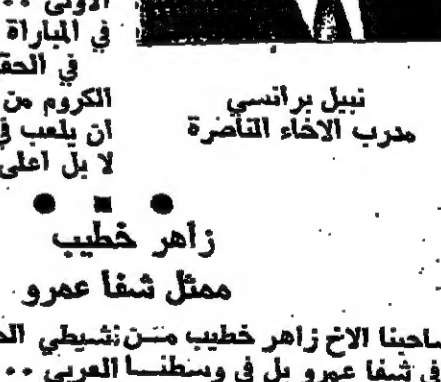 الاولى ..
في المباراة
في الحق
الكروم من
ان يلعب في
لا بل اعلى
نبيل برانسي
مدرب الاخاء الناصرة
زاهر خطيب
ممثل شفا عمرو
صاحبنا الاخ زاهر خطيب من نشيطي الح
في شفا عمرو بل في وسطنا العربي ..